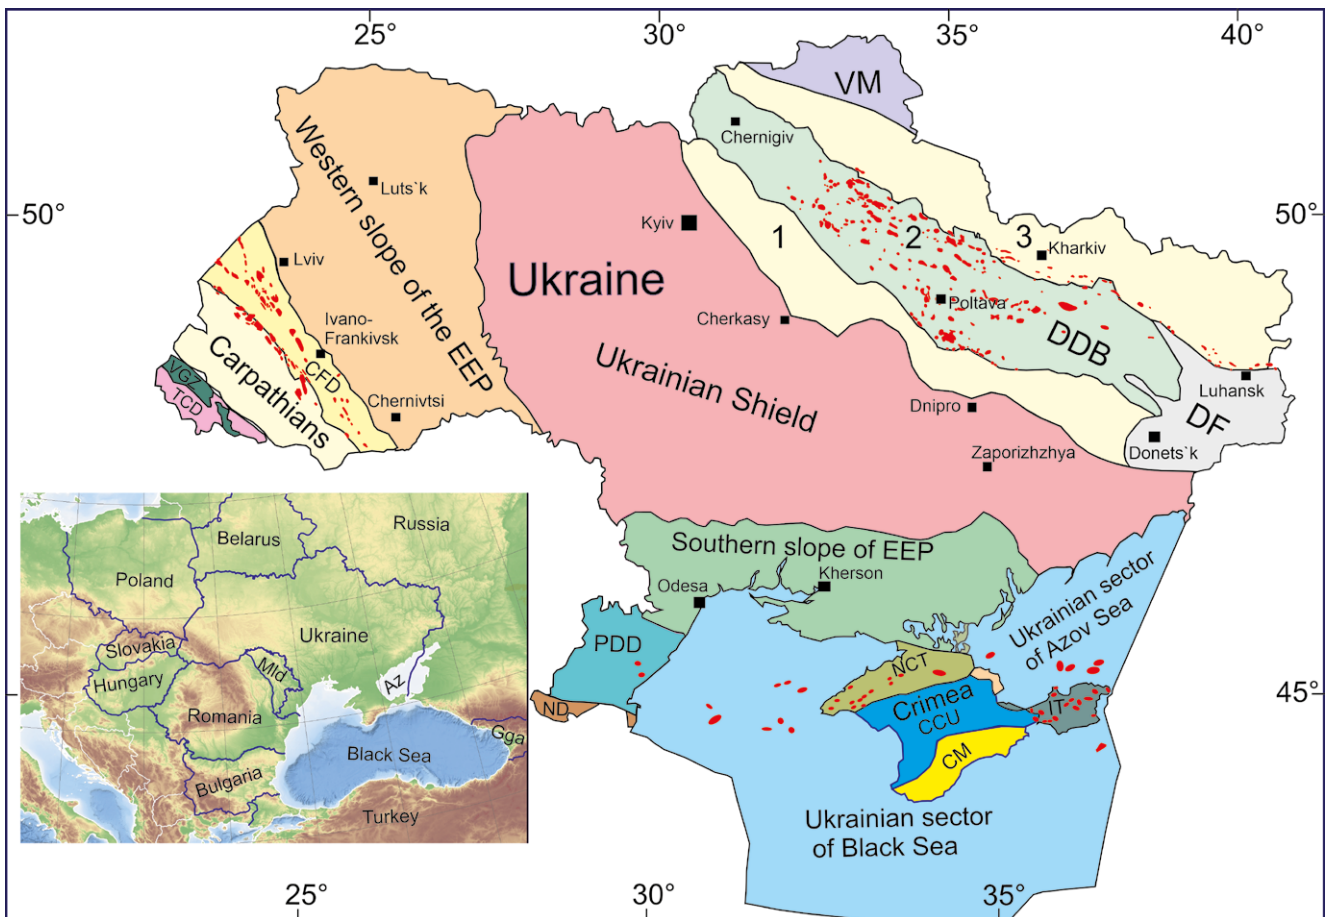 25°
30°
35°
40°
VM
Chernigiv
Western slope of the EEP
Luts`k
50°
50°
Kyiv
1
2
3
Kharkiv
Lviv
Ukraine
Poltava
Ivano-
Frankivsk
Cherkasy
DDB
Carpathians
CFD
Ukrainian Shield
VGZ
TCD
Chernivtsi
Luhansk
Dnipro
DF
Donets`k
Zaporizhzhya
Russia
Belarus
Poland
Ukraine
Slovakia
Hungary
Mld
Az
Romania
Black Sea
Gga
Bulgaria
Turkey
Southern slope of EEP
Odesa
Kherson
Ukrainian sector
of Azov Sea
PDD
NCT
45°
ND
Crimea
CCU
IT
CM
Ukrainian sector
of Black Sea
25°
30°
35°